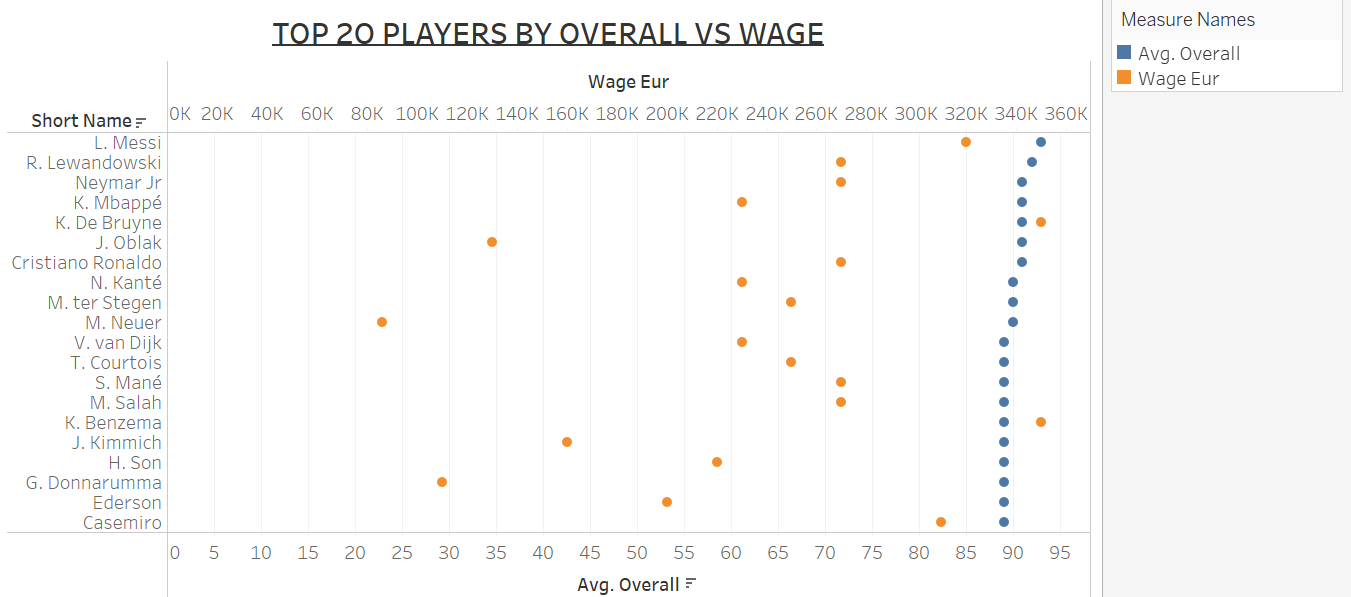 TOP 20 PLAYERS BY OVERALL VS WAGE
Measure Names
Avg. Overall
Wage Eur
Wage Eur
0K 20K 40K 60K 80K 100K 120K 140K 160K 180K 200K 220K 240K 260K 280K 300K 320K 340K 360K
Short Name
L. Messi
R. Lewandowski
Neymar Jr
K. Mbappé
K. De Bruyne
J. Oblak
Cristiano Ronaldo
N. Kanté
M. ter Stegen
M. Neuer
V. van Dijk
T. Courtois
S. Mané
M. Salah
K. Benzema
J. Kimmich
H. Son
G. Donnarumma
Ederson
Casemiro
0 5 10 15 20 25 30 35 40 45 50 55 60 65 70 75 80 85 90 95
Avg. Overall